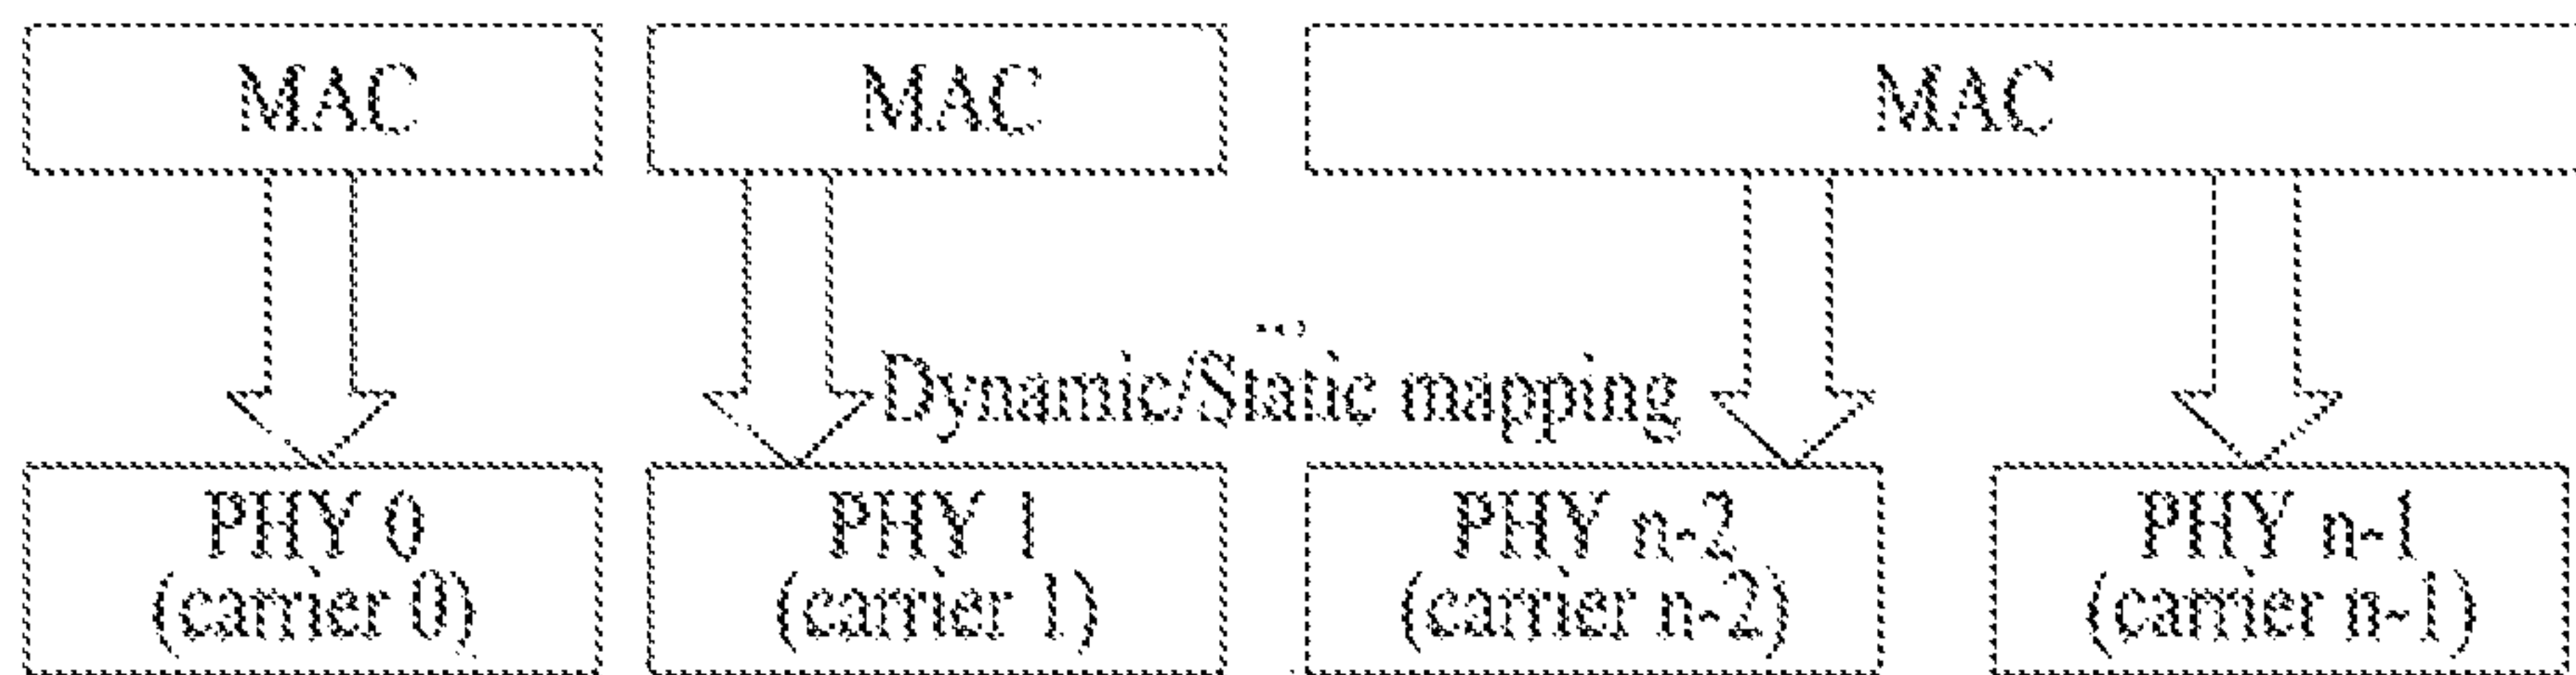 MAC
MAC
MAC
...
Dynamic/Static mapping
PHY 0
(carrier 0)
PHY 1
(carrier 1)
PHY n-2
(carrier n-2)
PHY n-1
(carrier n-1)